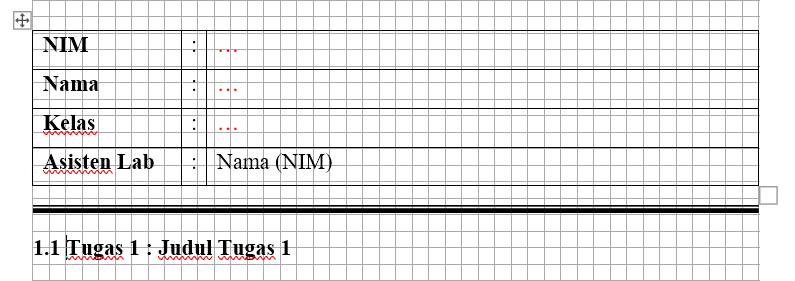 NIM : ...
Nama : ...
Kelas : ...
Asisten Lab : Nama (NIM)
1.1 Tugas 1 : Judul Tugas 1